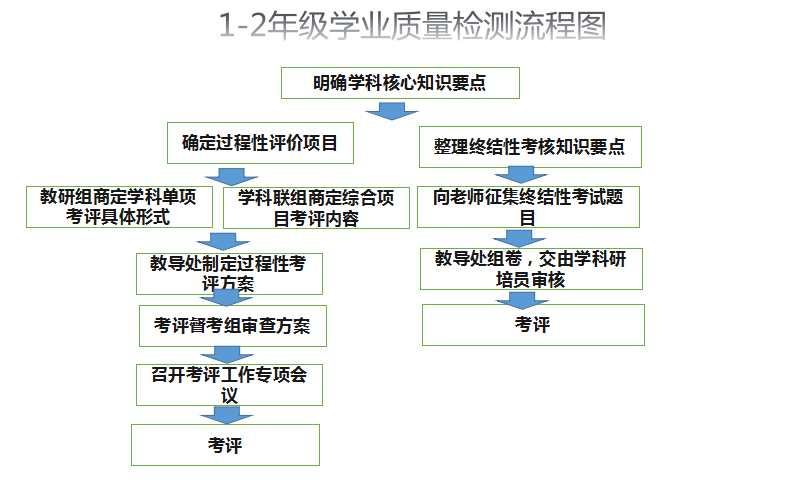 1-2年级学业质量检测流程图
明确学科核心知识要点
确定过程性评价项目
整理终结性考核知识要点
教研组商定学科单项
考评具体形式
学科联组商定综合项
目考评内容
向老师征集终结性考试题
目
教导处制定过程性考
评方案
教导处组卷，交由学科研
培员审核
考评督考组审查方案
考评
召开考评工作专项会
议
考评